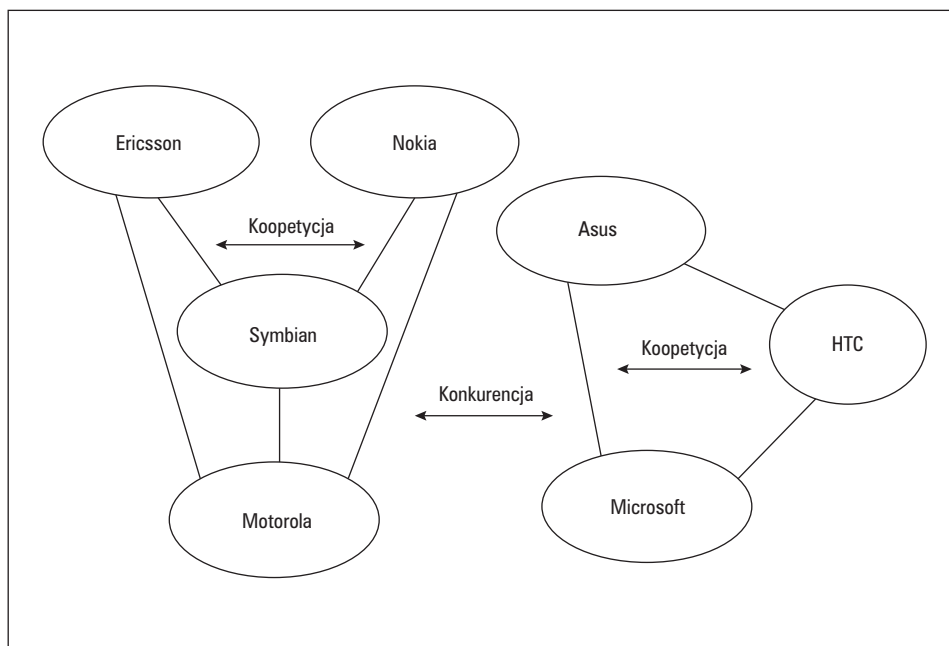 Ericsson
Nokia
Koopetycja
Asus
Symbian
Koopetycja
HTC
Konkurencja
Motorola
Microsoft